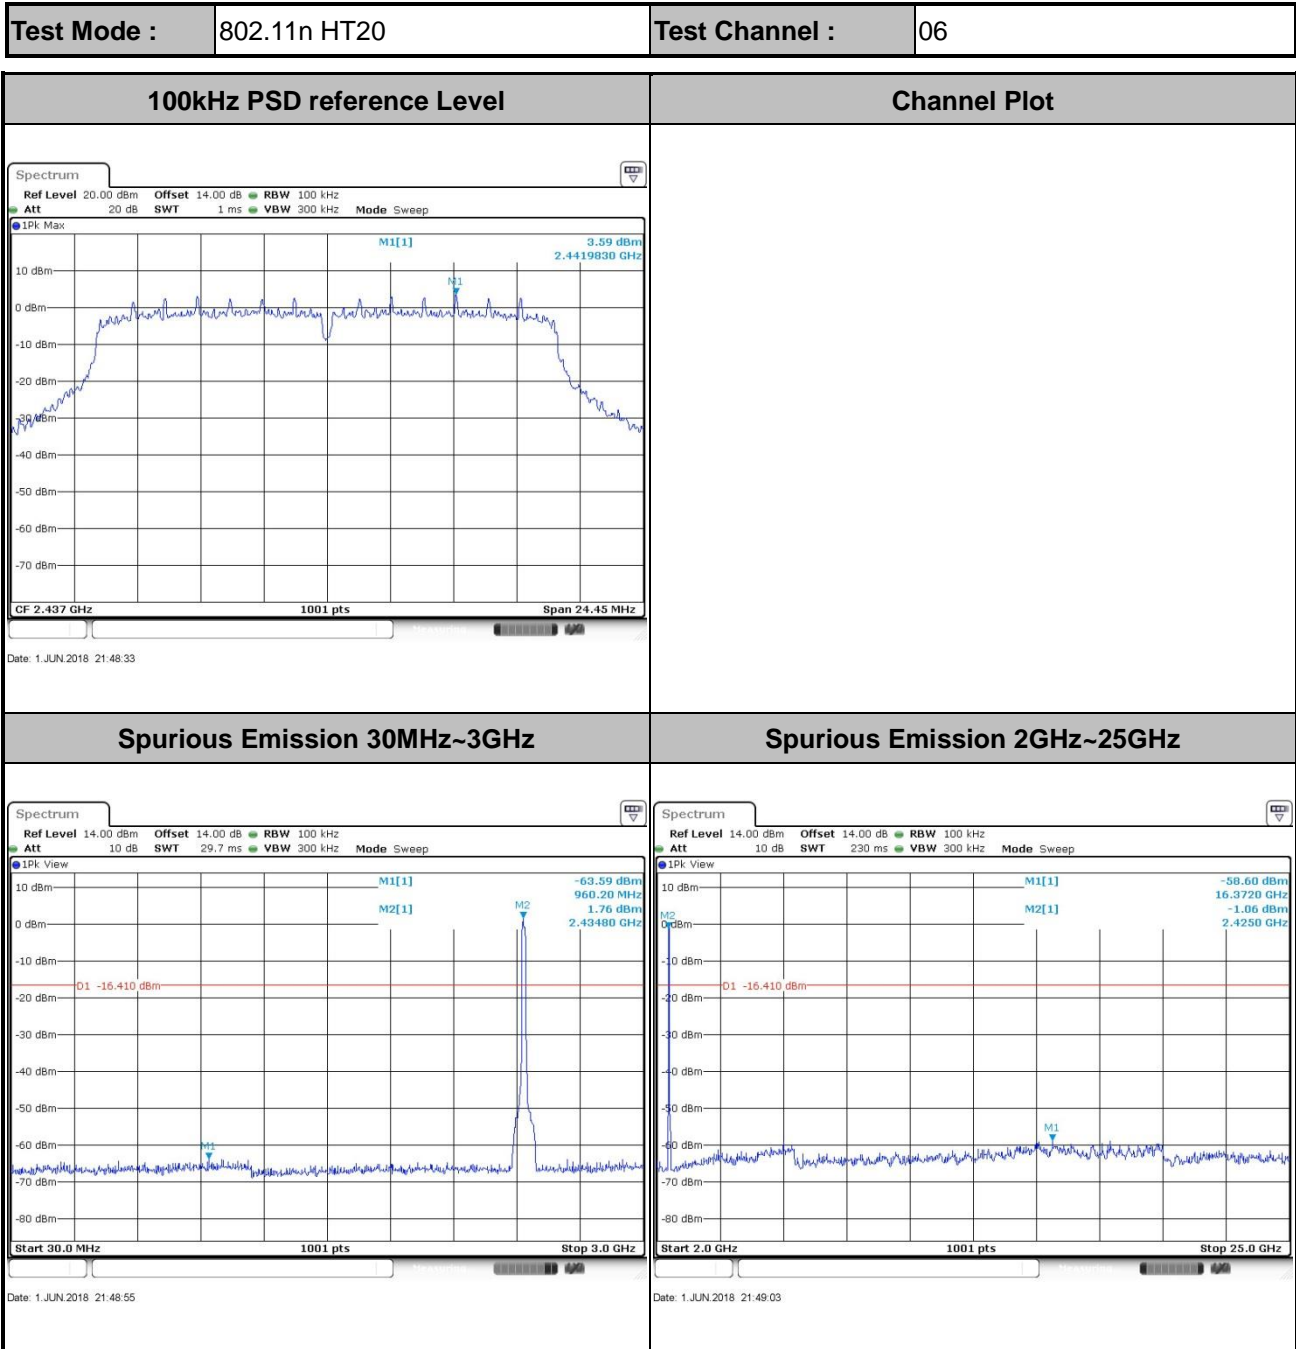 Test Mode : 802.11n HT20 Test Channel : 06
100kHz PSD reference Level Channel Plot
Spectrum
Ref Level 20.00 dBm Offset 14.00 dB RBW 100 kHz
Att 20 dB SWT 1 ms VBW 300 kHz Mode Sweep
1Pk Max
M1[1] 3.59 dBm
2.4419830 GHz
M1
10 dBm
0 dBm
-10 dBm
-20 dBm
-30 dBm
-40 dBm
-50 dBm
-60 dBm
-70 dBm
CF 2.437 GHz 1001 pts Span 24.45 MHz
Date: 1.JUN.2018 21:48:33
Spurious Emission 30MHz~3GHz Spurious Emission 2GHz~25GHz
Spectrum
Ref Level 14.00 dBm Offset 14.00 dB RBW 100 kHz
Att 10 dB SWT 29.7 ms VBW 300 kHz Mode Sweep
1Pk View
M1[1] -63.59 dBm
960.20 MHz
M2[1] 1.76 dBm
2.43480 GHz
M2
10 dBm
0 dBm
-10 dBm
D1 -16.410 dBm
-20 dBm
-30 dBm
-40 dBm
-50 dBm
-60 dBm
M1
-70 dBm
-80 dBm
Start 30.0 MHz 1001 pts Stop 3.0 GHz
Date: 1.JUN.2018 21:48:55
Spectrum
Ref Level 14.00 dBm Offset 14.00 dB RBW 100 kHz
Att 10 dB SWT 230 ms VBW 300 kHz Mode Sweep
1Pk View
M1[1] -58.60 dBm
16.3720 GHz
M2[1] -1.06 dBm
2.4250 GHz
10 dBm
M2
0 dBm
-10 dBm
D1 -16.410 dBm
-20 dBm
-30 dBm
-40 dBm
-50 dBm
M1
-60 dBm
-70 dBm
-80 dBm
Start 2.0 GHz 1001 pts Stop 25.0 GHz
Date: 1.JUN.2018 21:49:03